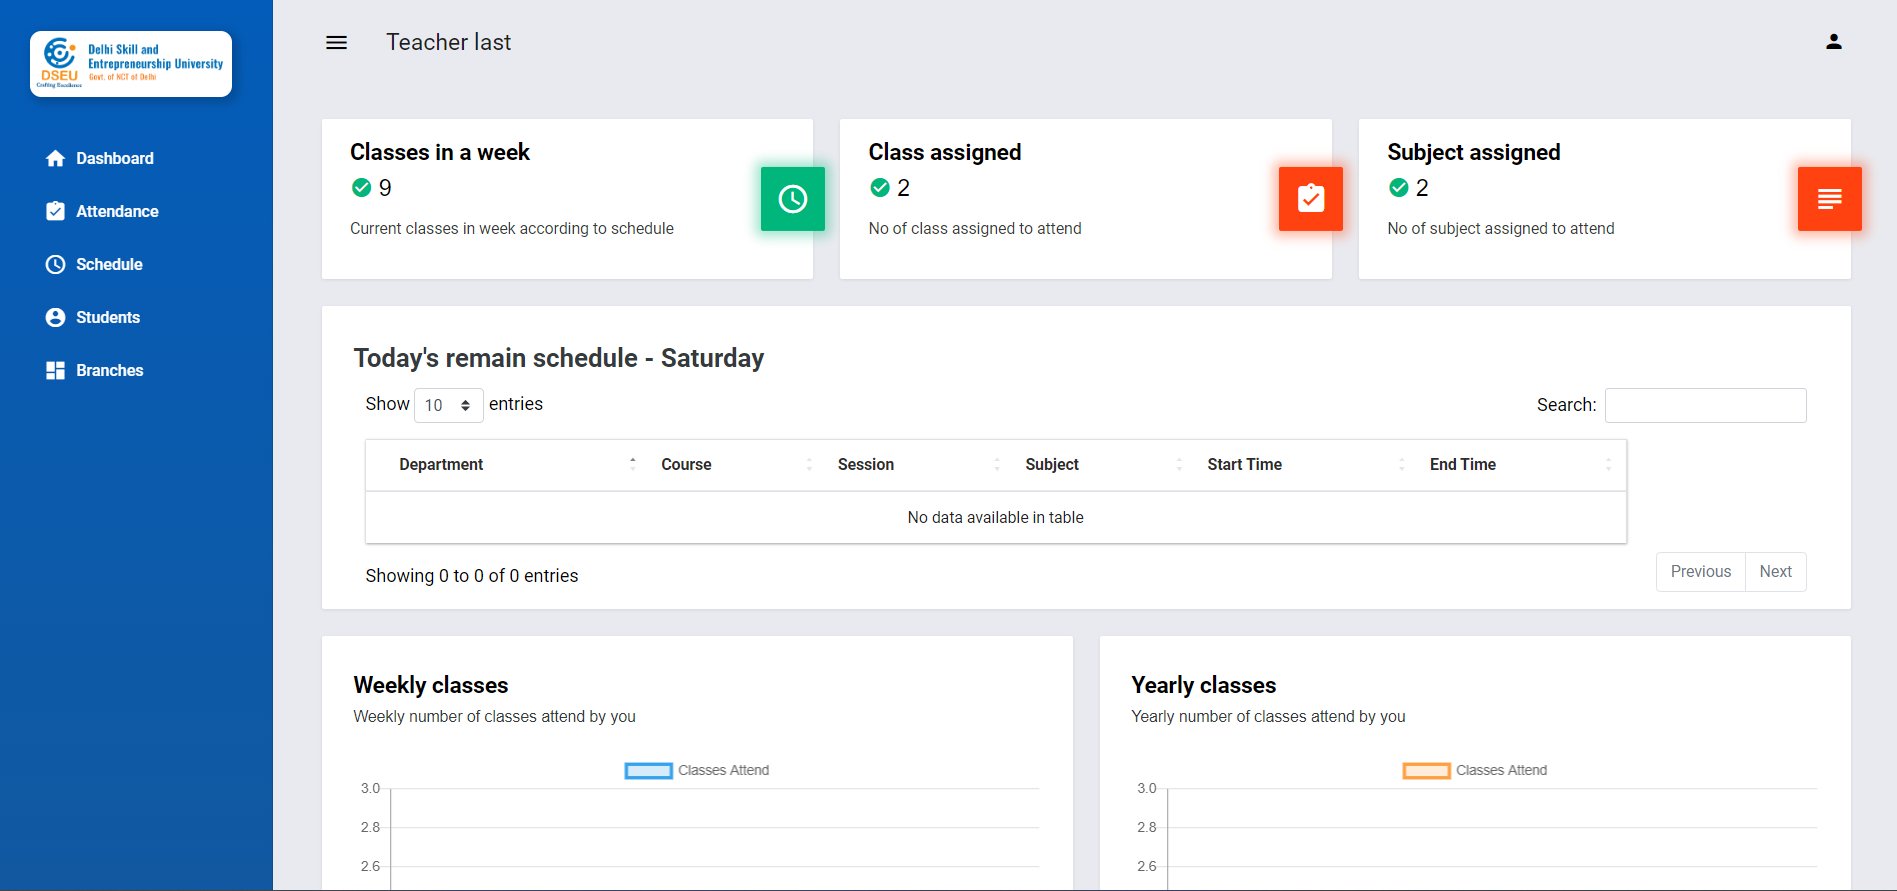 Delhi Skill and
Entrepreneurship University
Govt. of NCT of Delhi
DSEU
Crafting Excellence
Teacher last
Dashboard
Attendance
Schedule
Students
Branches
Classes in a week
9
Current classes in week according to schedule
Class assigned
2
No of class assigned to attend
Subject assigned
2
No of subject assigned to attend
Today's remain schedule - Saturday
Show 10 entries
Search:
Department Course Session Subject Start Time End Time
No data available in table
Showing 0 to 0 of 0 entries
Previous Next
Weekly classes
Weekly number of classes attend by you
Classes Attend
3.0
2.8
2.6
Yearly classes
Yearly number of classes attend by you
Classes Attend
3.0
2.8
2.6